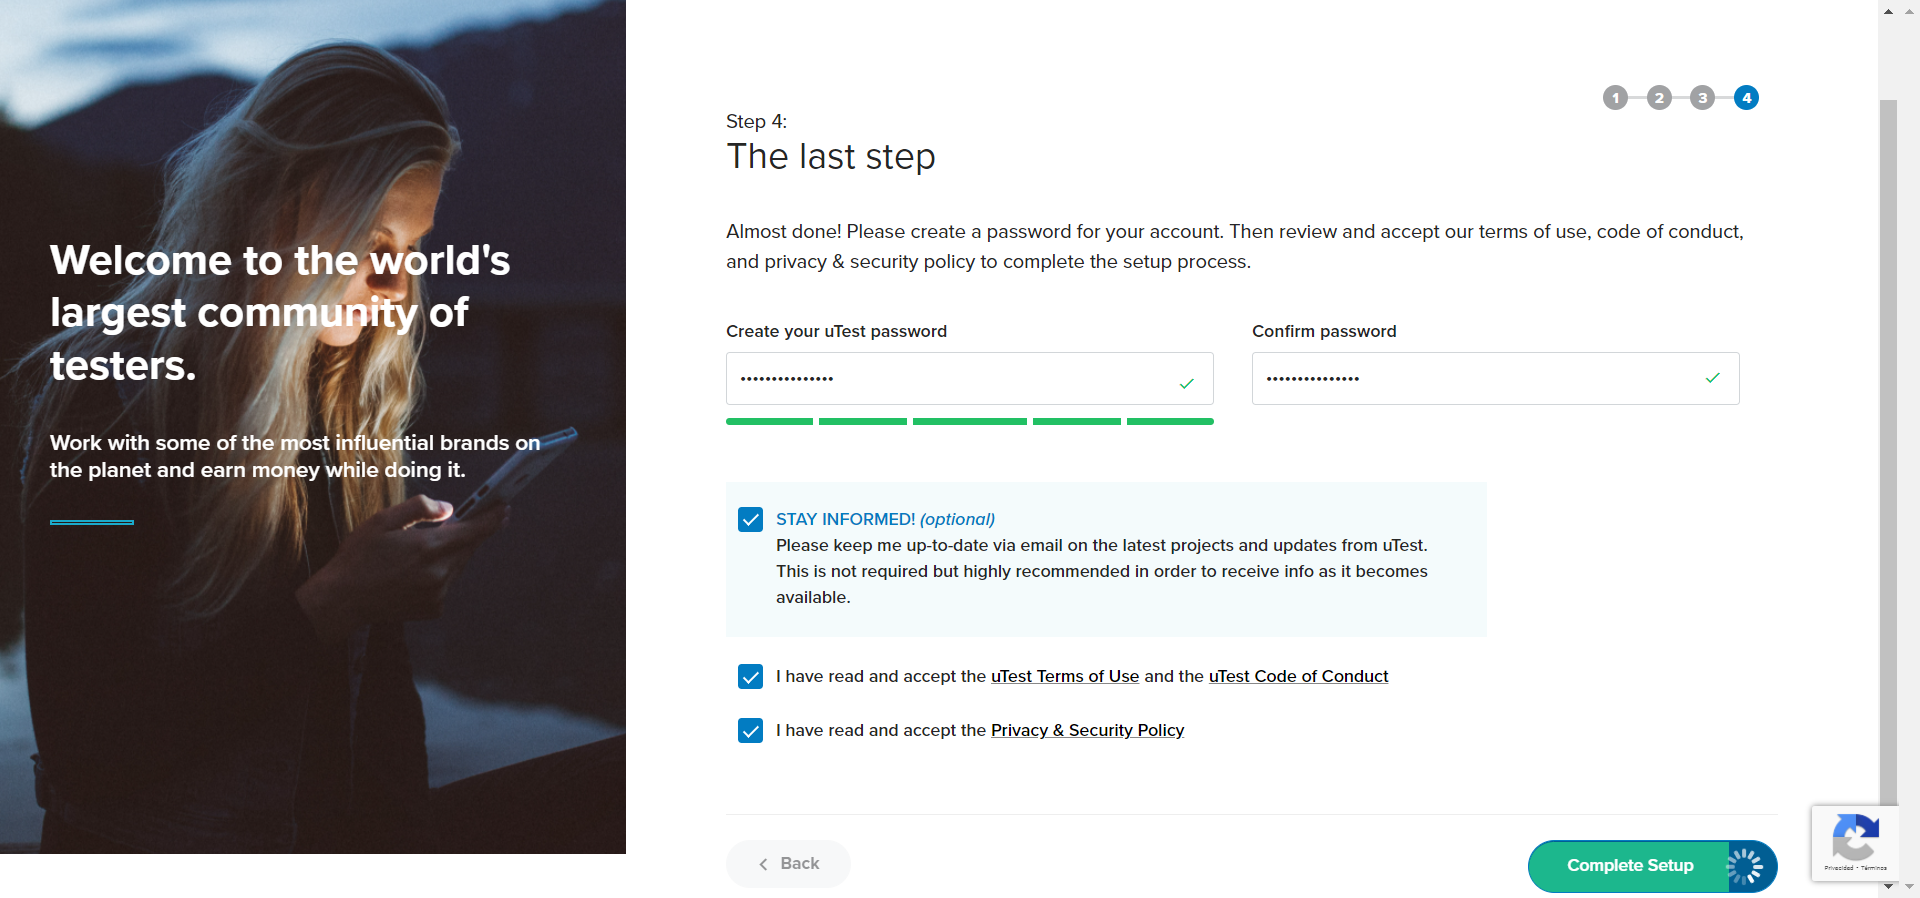 Welcome to the world's
largest community of
testers.
Work with some of the most influential brands on
the planet and earn money while doing it.
1 2 3 4
Step 4:
The last step
Almost done! Please create a password for your account. Then review and accept our terms of use, code of conduct,
and privacy & security policy to complete the setup process.
Create your uTest password
Confirm password
•••••••••••••••
•••••••••••••••
STAY INFORMED! (optional)
Please keep me up-to-date via email on the latest projects and updates from uTest.
This is not required but highly recommended in order to receive info as it becomes
available.
I have read and accept the uTest Terms of Use and the uTest Code of Conduct
I have read and accept the Privacy & Security Policy
Back
Complete Setup
Privacidad - Términos